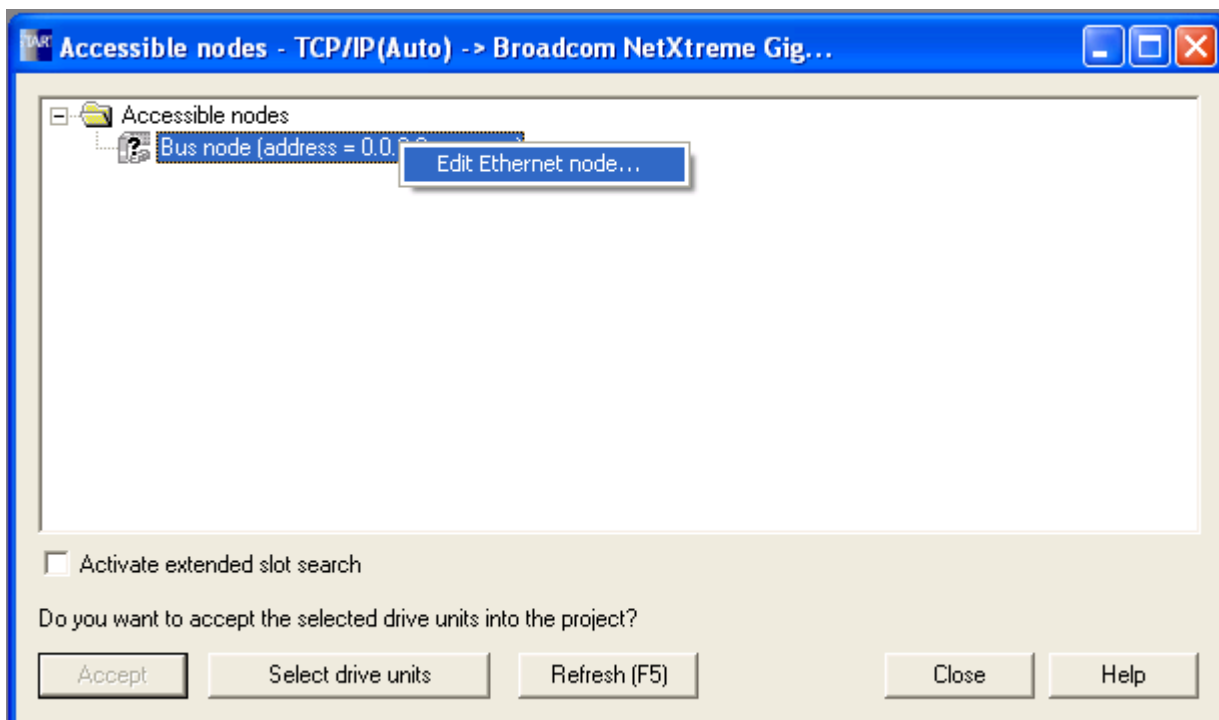 Accessible nodes - TCP/IP(Auto) -> Broadcom NetXtreme Gig...
Accessible nodes
Bus node (address = 0.0.
Edit Ethernet node...
Activate extended slot search
Do you want to accept the selected drive units into the project?
Accept Select drive units Refresh (F5) Close Help